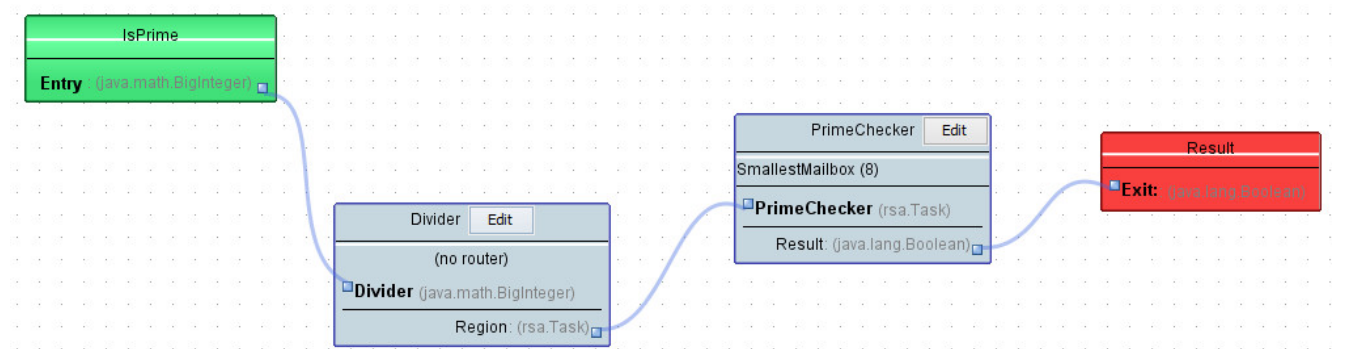 IsPrime
Entry : (java.math.BigInteger)
Divider Edit
(no router)
Divider (java.math.BigInteger)
Region: (rsa.Task)
PrimeChecker Edit
SmallestMailbox (8)
PrimeChecker (rsa.Task)
Result: (java.lang.Boolean)
Result
Exit: (java.lang.Boolean)